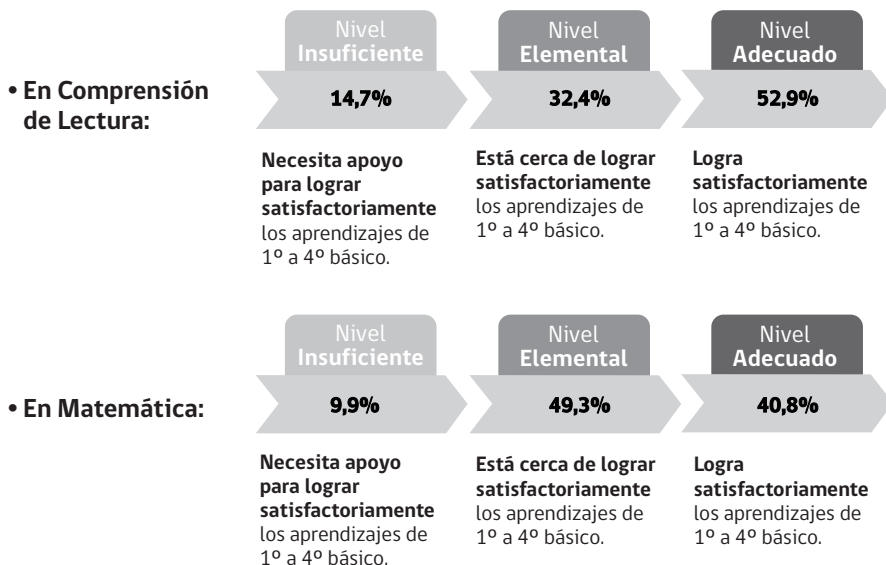 Nivel
Insuficiente
Nivel
Elemental
Nivel
Adecuado
• En Comprensión
de Lectura:
14,7%
32,4%
52,9%
Necesita apoyo
para lograr
satisfactoriamente
los aprendizajes de
1º a 4º básico.
Está cerca de lograr
satisfactoriamente
los aprendizajes de
1º a 4º básico.
Logra
satisfactoriamente
los aprendizajes de
1º a 4º básico.
Nivel
Insuficiente
Nivel
Elemental
Nivel
Adecuado
• En Matemática:
9,9%
49,3%
40,8%
Necesita apoyo
para lograr
satisfactoriamente
los aprendizajes de
1º a 4º básico.
Está cerca de lograr
satisfactoriamente
los aprendizajes de
1º a 4º básico.
Logra
satisfactoriamente
los aprendizajes de
1º a 4º básico.